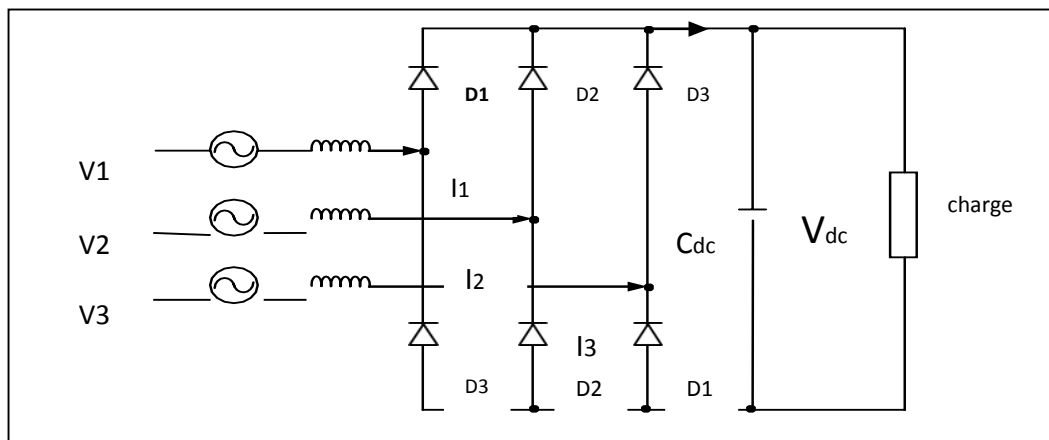 D1 D2 D3
V1
I1
charge
V2
Cdc Vdc
I2
V3
I3
D3 D2 D1